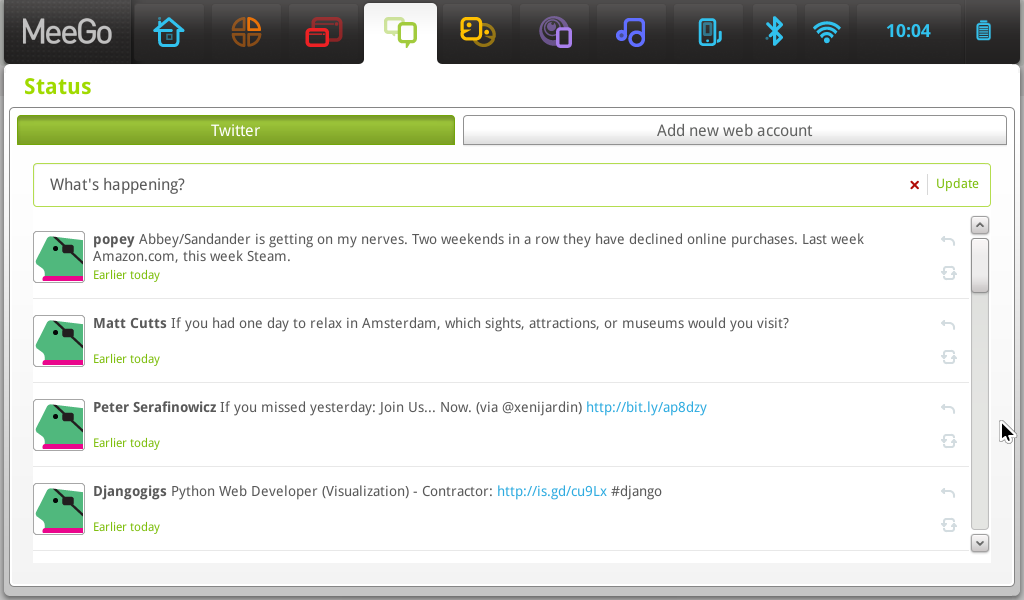 MeeGo
10:04
Status
Twitter
Add new web account
What's happening?
Update
popey Abbey/Sandander is getting on my nerves. Two weekends in a row they have declined online purchases. Last week
Amazon.com, this week Steam.
Earlier today
Matt Cutts If you had one day to relax in Amsterdam, which sights, attractions, or museums would you visit?
Earlier today
Peter Serafinowicz If you missed yesterday: Join Us... Now. (via @xenijardin) http://bit.ly/ap8dzy
Earlier today
Djangogigs Python Web Developer (Visualization) - Contractor: http://is.gd/cu9Lx #django
Earlier today